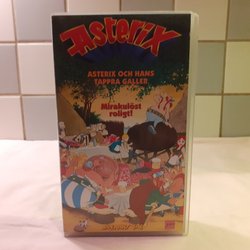 Asterix
ASTERIX OCH HANS
TAPPRA GALLER
Mirakulöst
roligt!